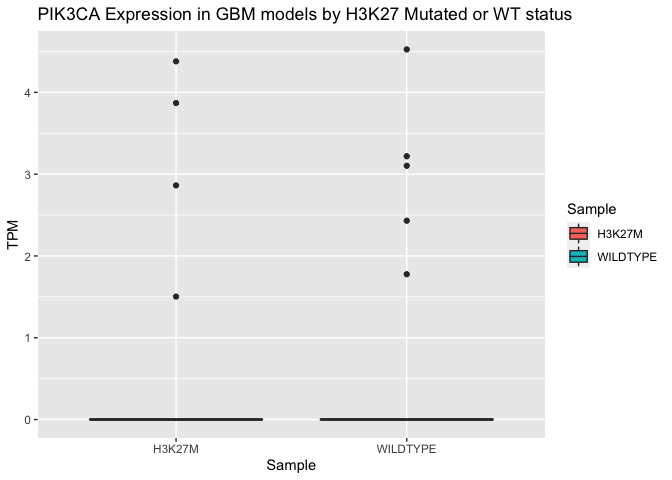 PIK3CA Expression in GBM models by H3K27 Mutated or WT status
4
3
2
1
0
TPM
H3K27M
WILDTYPE
Sample
Sample
H3K27M
WILDTYPE